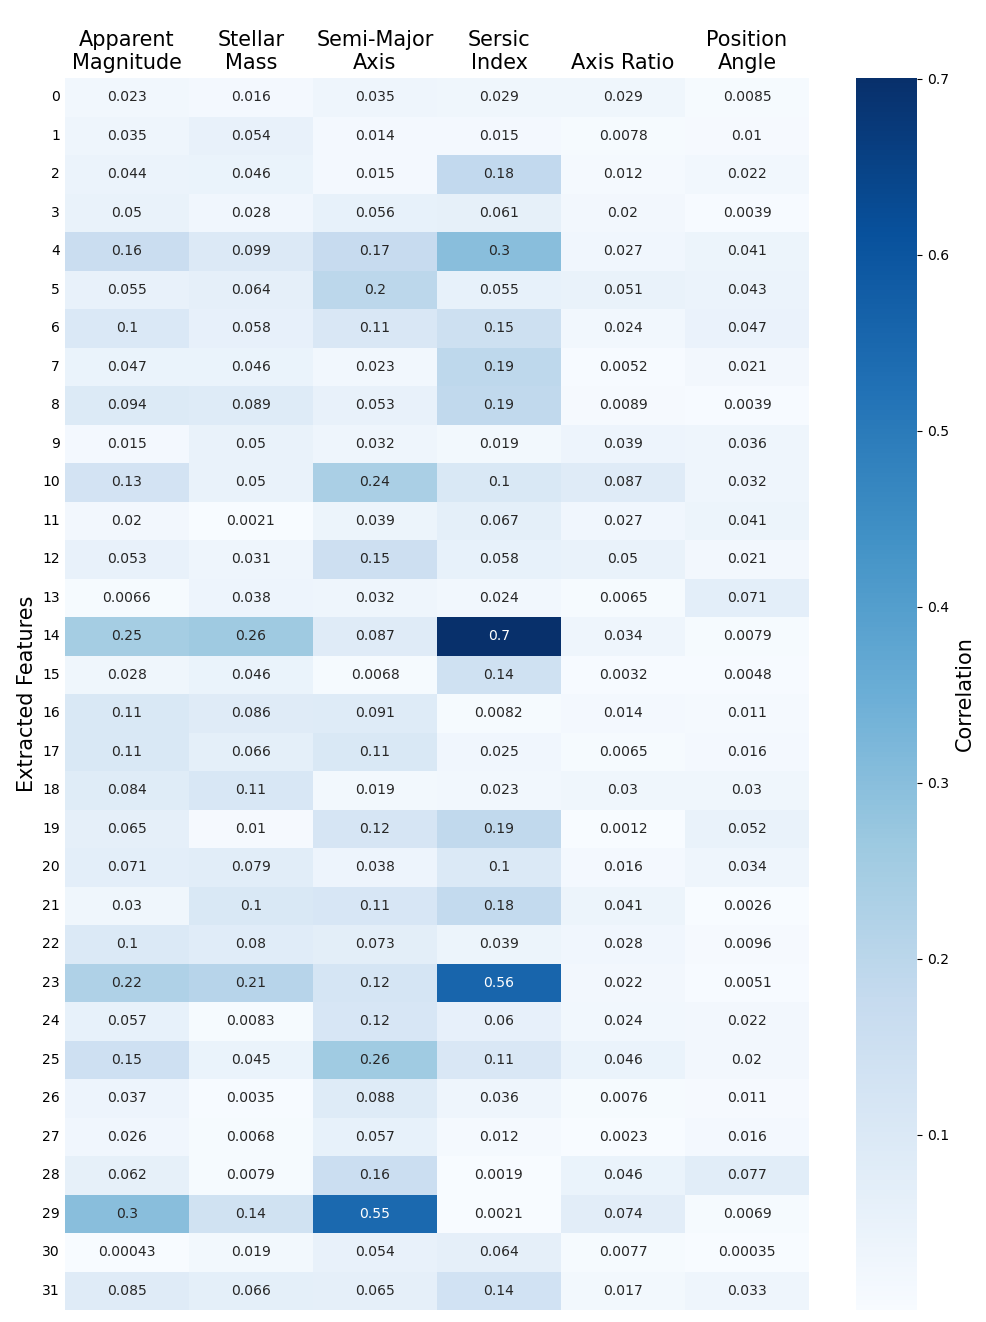 Apparent Magnitude Stellar Mass Semi-Major Axis Sersic Index Axis Ratio Position Angle
0 0.023 0.016 0.035 0.029 0.029 0.0085
1 0.035 0.054 0.014 0.015 0.0078 0.01
2 0.044 0.046 0.015 0.18 0.012 0.022
3 0.05 0.028 0.056 0.061 0.02 0.0039
4 0.16 0.099 0.17 0.3 0.027 0.041
5 0.055 0.064 0.2 0.055 0.051 0.043
6 0.1 0.058 0.11 0.15 0.024 0.047
7 0.047 0.046 0.023 0.19 0.0052 0.021
8 0.094 0.089 0.053 0.19 0.0089 0.0039
9 0.015 0.05 0.032 0.019 0.039 0.036
10 0.13 0.05 0.24 0.1 0.087 0.032
11 0.02 0.0021 0.039 0.067 0.027 0.041
12 0.053 0.031 0.15 0.058 0.05 0.021
13 0.0066 0.038 0.032 0.024 0.0065 0.071
14 0.25 0.26 0.087 0.7 0.034 0.0079
15 0.028 0.046 0.0068 0.14 0.0032 0.0048
16 0.11 0.086 0.091 0.0082 0.014 0.011
17 0.11 0.066 0.11 0.025 0.0065 0.016
18 0.084 0.11 0.019 0.023 0.03 0.03
19 0.065 0.01 0.12 0.19 0.0012 0.052
20 0.071 0.079 0.038 0.1 0.016 0.034
21 0.03 0.1 0.11 0.18 0.041 0.0026
22 0.1 0.08 0.073 0.039 0.028 0.0096
23 0.22 0.21 0.12 0.56 0.022 0.0051
24 0.057 0.0083 0.12 0.06 0.024 0.022
25 0.15 0.045 0.26 0.11 0.046 0.02
26 0.037 0.0035 0.088 0.036 0.0076 0.011
27 0.026 0.0068 0.057 0.012 0.0023 0.016
28 0.062 0.0079 0.16 0.0019 0.046 0.077
29 0.3 0.14 0.55 0.0021 0.074 0.0069
30 0.00043 0.019 0.054 0.064 0.0077 0.00035
31 0.085 0.066 0.065 0.14 0.017 0.033
Extracted Features
0.7
0.6
0.5
0.4
0.3
0.2
0.1
Correlation